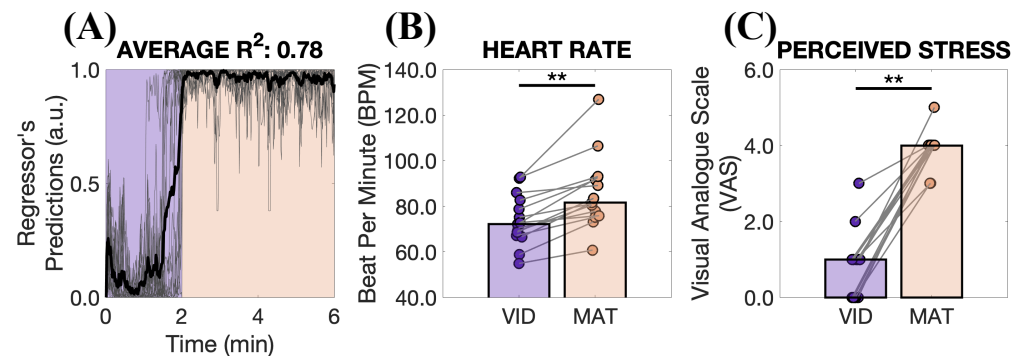 (A)
AVERAGE R²: 0.78
Regressor's
Predictions (a.u.)
1.0
0.5
0.0
0
2
4
6
Time (min)
(B)
HEART RATE
Beat Per Minute (BPM)
140.0
120.0
100.0
80.0
60.0
40.0
**
VID
MAT
(C)
PERCEIVED STRESS
Visual Analogue Scale
(VAS)
6.0
4.0
2.0
0.0
**
VID
MAT